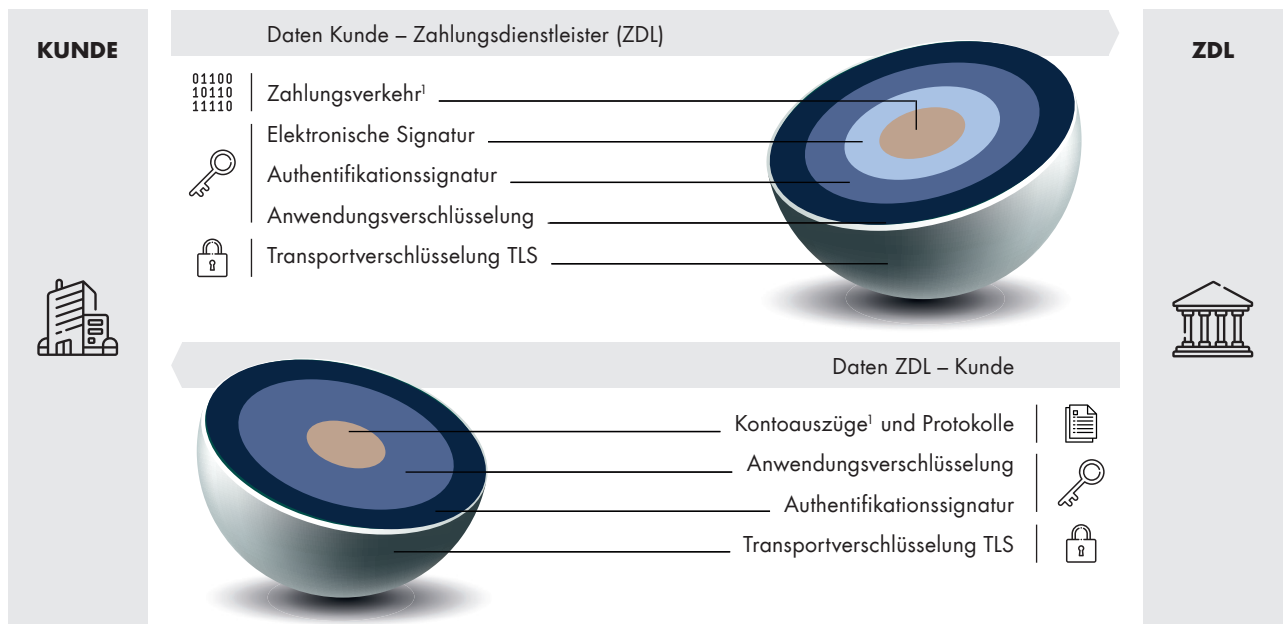 KUNDE
Daten Kunde – Zahlungsdienstleister (ZDL)
ZDL
01100
10110
11110
Zahlungsverkehr¹
Elektronische Signatur
Authentifikationssignatur
Anwendungsverschlüsselung
Transportverschlüsselung TLS
Daten ZDL – Kunde
Kontoauszüge¹ und Protokolle
Anwendungsverschlüsselung
Authentifikationssignatur
Transportverschlüsselung TLS